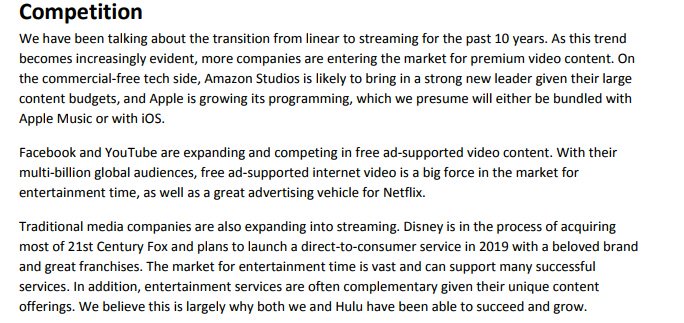 Competition
We have been talking about the transition from linear to streaming for the past 10 years. As this trend
becomes increasingly evident, more companies are entering the market for premium video content. On
the commercial-free tech side, Amazon Studios is likely to bring in a strong new leader given their large
content budgets, and Apple is growing its programming, which we presume will either be bundled with
Apple Music or with iOS.
Facebook and YouTube are expanding and competing in free ad-supported video content. With their
multi-billion global audiences, free ad-supported internet video is a big force in the market for
entertainment time, as well as a great advertising vehicle for Netflix.
Traditional media companies are also expanding into streaming. Disney is in the process of acquiring
most of 21st Century Fox and plans to launch a direct-to-consumer service in 2019 with a beloved brand
and great franchises. The market for entertainment time is vast and can support many successful
services. In addition, entertainment services are often complementary given their unique content
offerings. We believe this is largely why both we and Hulu have been able to succeed and grow.